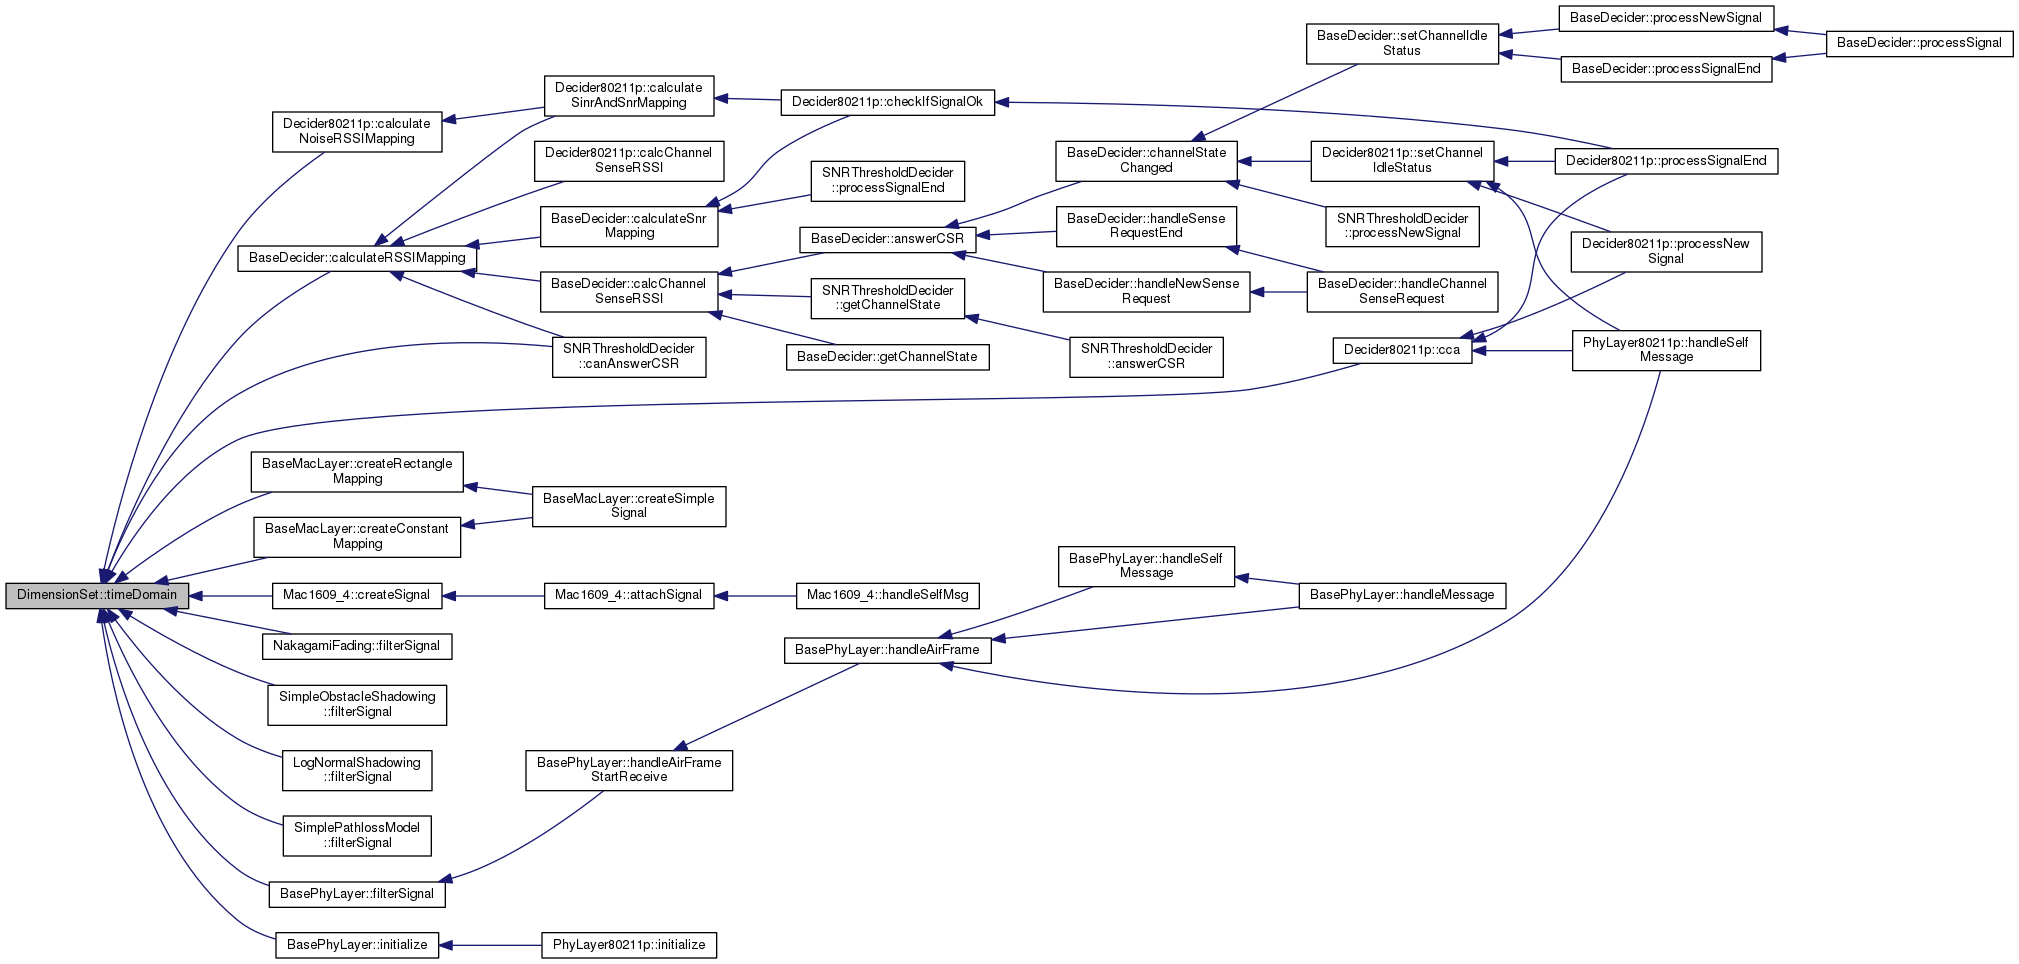 BaseDecider::processNewSignal
BaseDecider::setChannelIdle
Status
BaseDecider::processSignal
BaseDecider::processSignalEnd
Decider80211p::calculate
SinrAndSnrMapping
Decider80211p::checkIfSignalOk
Decider80211p::calculate
NoiseRSSIMapping
Decider80211p::calcChannel
SenseRSSI
BaseDecider::channelState
Changed
Decider80211p::setChannel
IdleStatus
Decider80211p::processSignalEnd
SNRThresholdDecider
::processSignalEnd
BaseDecider::calculateSnr
Mapping
BaseDecider::handleSense
RequestEnd
SNRThresholdDecider
::processNewSignal
BaseDecider::answerCSR
Decider80211p::processNew
Signal
BaseDecider::calculateRSSIMapping
BaseDecider::calcChannel
SenseRSSI
SNRThresholdDecider
::getChannelState
BaseDecider::handleNewSense
Request
BaseDecider::handleChannel
SenseRequest
SNRThresholdDecider
::canAnswerCSR
BaseDecider::getChannelState
SNRThresholdDecider
::answerCSR
Decider80211p::cca
PhyLayer80211p::handleSelf
Message
BaseMacLayer::createRectangle
Mapping
BaseMacLayer::createSimple
Signal
BaseMacLayer::createConstant
Mapping
BasePhyLayer::handleSelf
Message
DimensionSet::timeDomain
Mac1609_4::createSignal
Mac1609_4::attachSignal
Mac1609_4::handleSelfMsg
BasePhyLayer::handleMessage
NakagamiFading::filterSignal
BasePhyLayer::handleAirFrame
SimpleObstacleShadowing
::filterSignal
LogNormalShadowing
::filterSignal
BasePhyLayer::handleAirFrame
StartReceive
SimplePathlossModel
::filterSignal
BasePhyLayer::filterSignal
BasePhyLayer::initialize
PhyLayer80211p::initialize